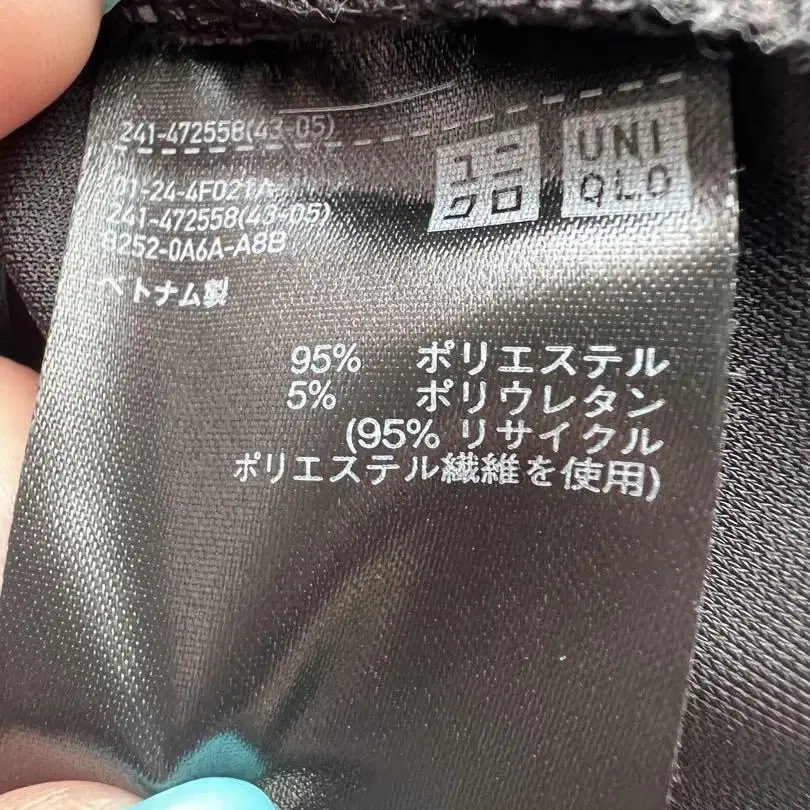 241-472558(43-05)
01-24-4F021A
241-472558(43-05)
8252-0A6A-A8B
ベトナム製
ユニ
クロ
UNI
QLO
95% ポリエステル
5% ポリウレタン
(95% リサイクル
ポリエステル繊維を使用)